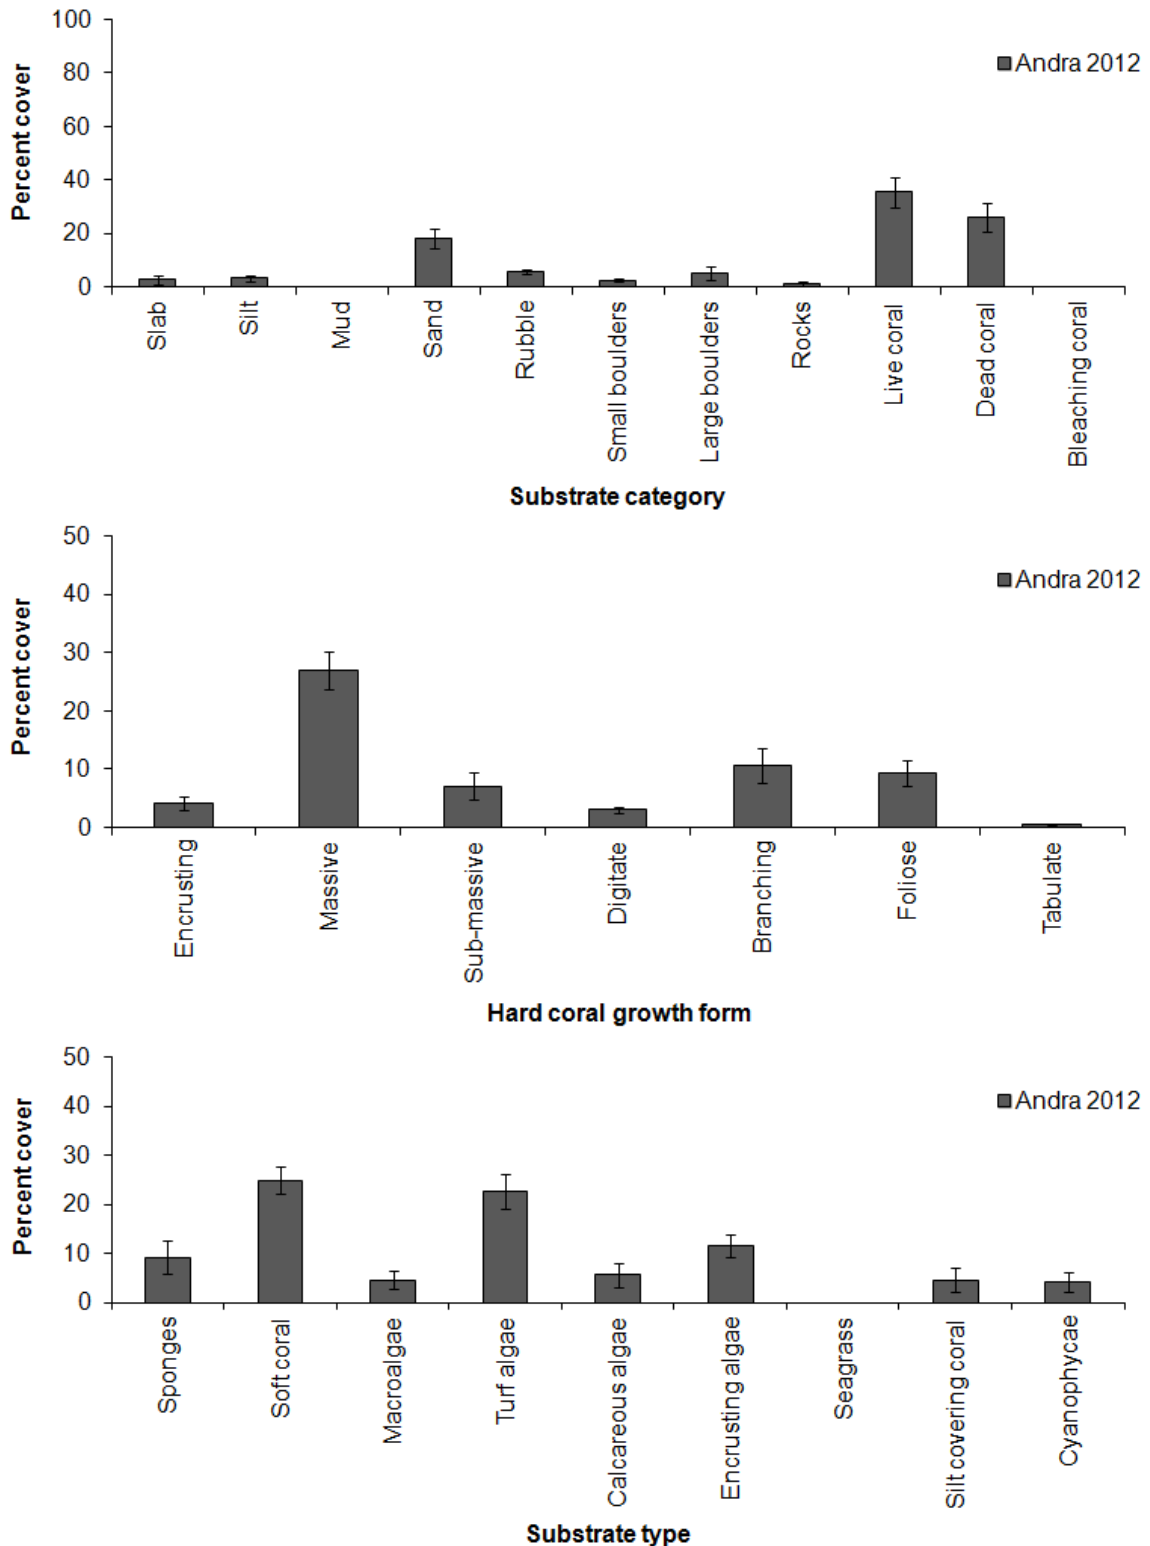 Percent cover
100
80
60
40
20
0
Andra 2012
Slab
Silt
Mud
Sand
Rubble
Small boulders
Large boulders
Rocks
Live coral
Dead coral
Bleaching coral
Substrate category
Percent cover
50
40
30
20
10
0
Andra 2012
Encrusting
Massive
Sub-massive
Digitate
Branching
Foliose
Tabulate
Hard coral growth form
Percent cover
50
40
30
20
10
0
Andra 2012
Sponges
Soft coral
Macroalgae
Turf algae
Calcareous algae
Encrusting algae
Seagrass
Silt covering coral
Cyanophycae
Substrate type